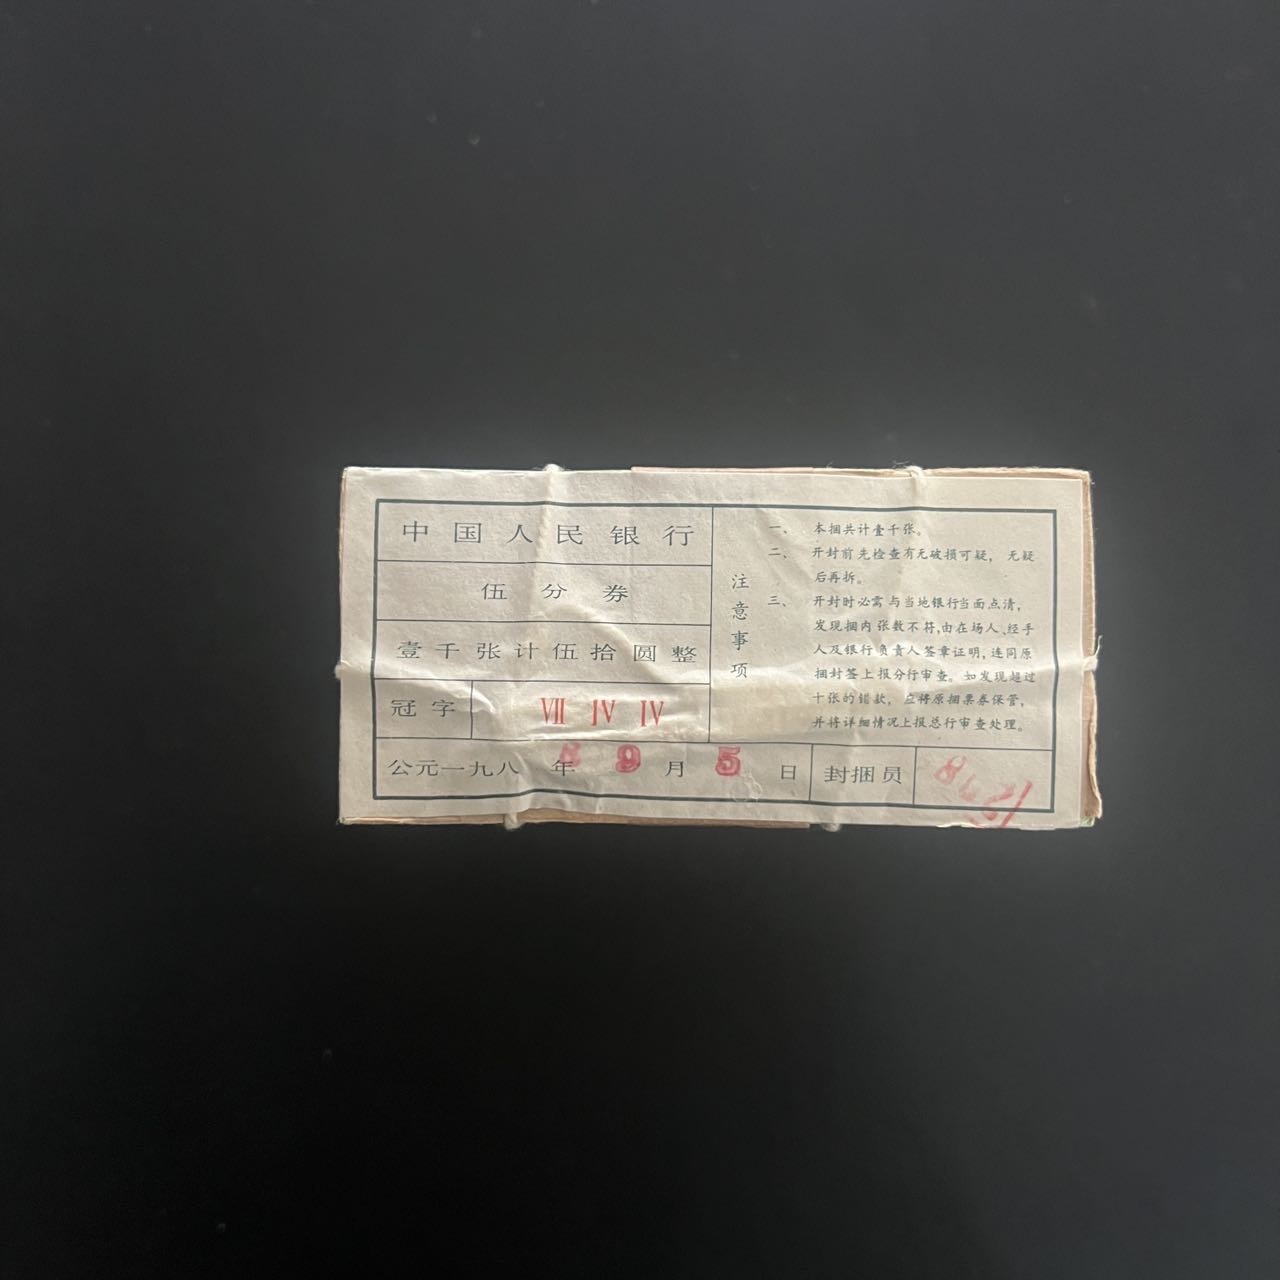 中国人民银行
伍分券
壹千张计伍拾圆整
冠字 VII IV IV
公元一九八8年9月5日 封捆员
注意事项
一、本捆共计壹千张。
二、开封前先检查有无破损可疑，无疑
后再拆。
三、开封时必需与当地银行当面点清，
发现捆内张数不符，由在场人、经手
人及银行负责人签章证明，连同原
捆封签上报分行审查。如发现超过
十张的错款，应将原捆票券保管，
并将详细情况上报总行审查处理。